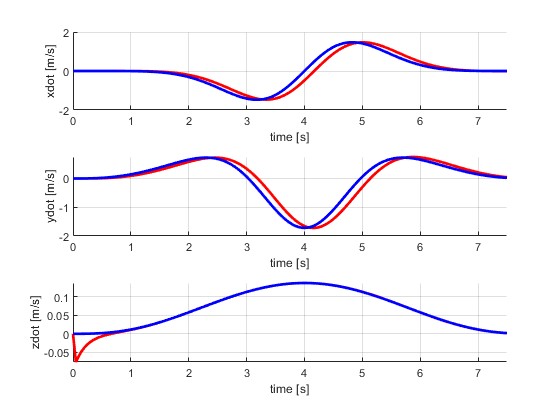 2
0
-2
xdot [m/s]
0 1 2 3 4 5 6 7
time [s]
0
-1
-2
ydot [m/s]
0 1 2 3 4 5 6 7
time [s]
0.1
0.05
0
-0.05
zdot [m/s]
0 1 2 3 4 5 6 7
time [s]